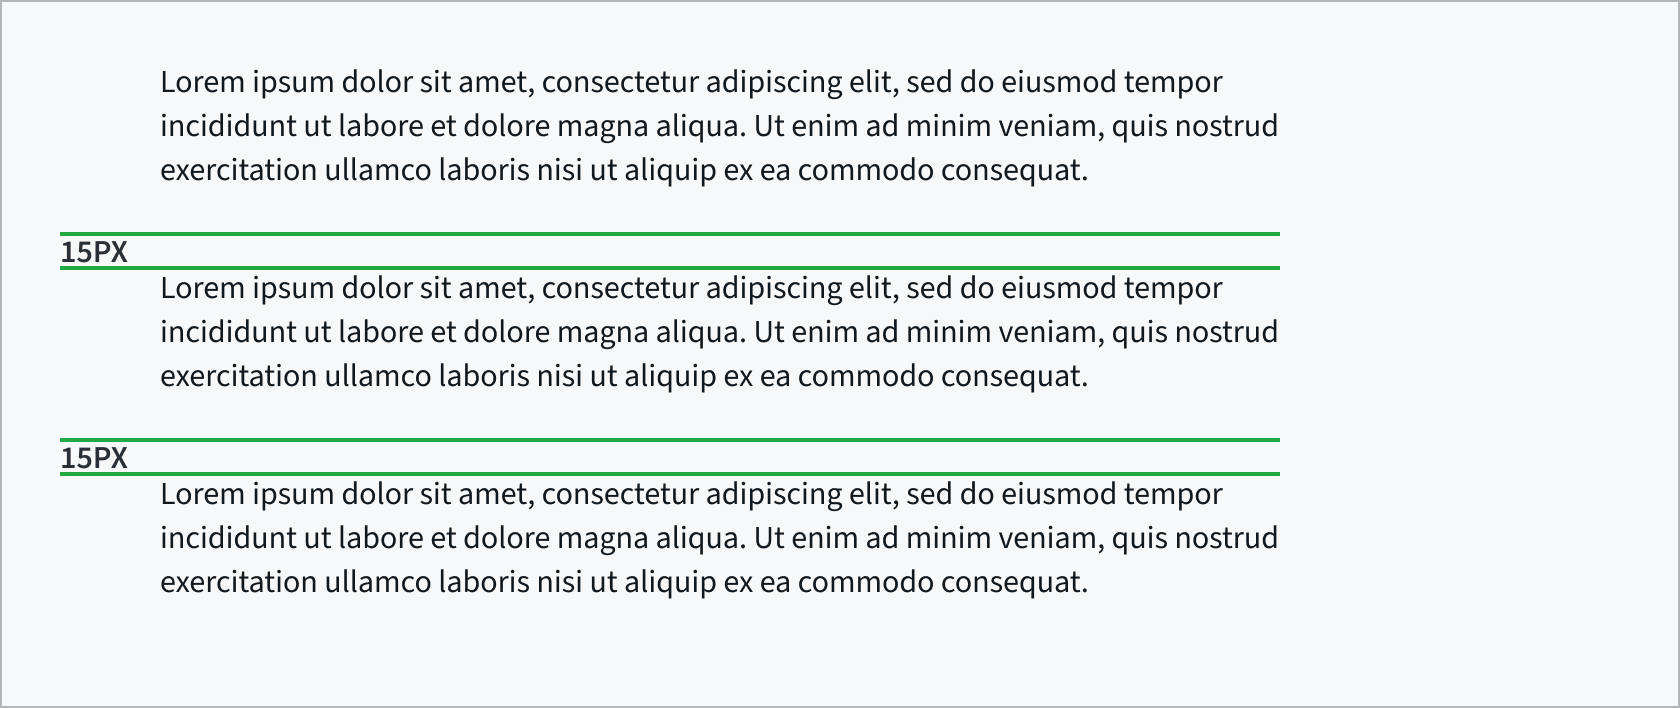 Lorem ipsum dolor sit amet, consectetur adipiscing elit, sed do eiusmod tempor
incididunt ut labore et dolore magna aliqua. Ut enim ad minim veniam, quis nostrud
exercitation ullamco laboris nisi ut aliquip ex ea commodo consequat.
15PX
Lorem ipsum dolor sit amet, consectetur adipiscing elit, sed do eiusmod tempor
incididunt ut labore et dolore magna aliqua. Ut enim ad minim veniam, quis nostrud
exercitation ullamco laboris nisi ut aliquip ex ea commodo consequat.
15PX
Lorem ipsum dolor sit amet, consectetur adipiscing elit, sed do eiusmod tempor
incididunt ut labore et dolore magna aliqua. Ut enim ad minim veniam, quis nostrud
exercitation ullamco laboris nisi ut aliquip ex ea commodo consequat.